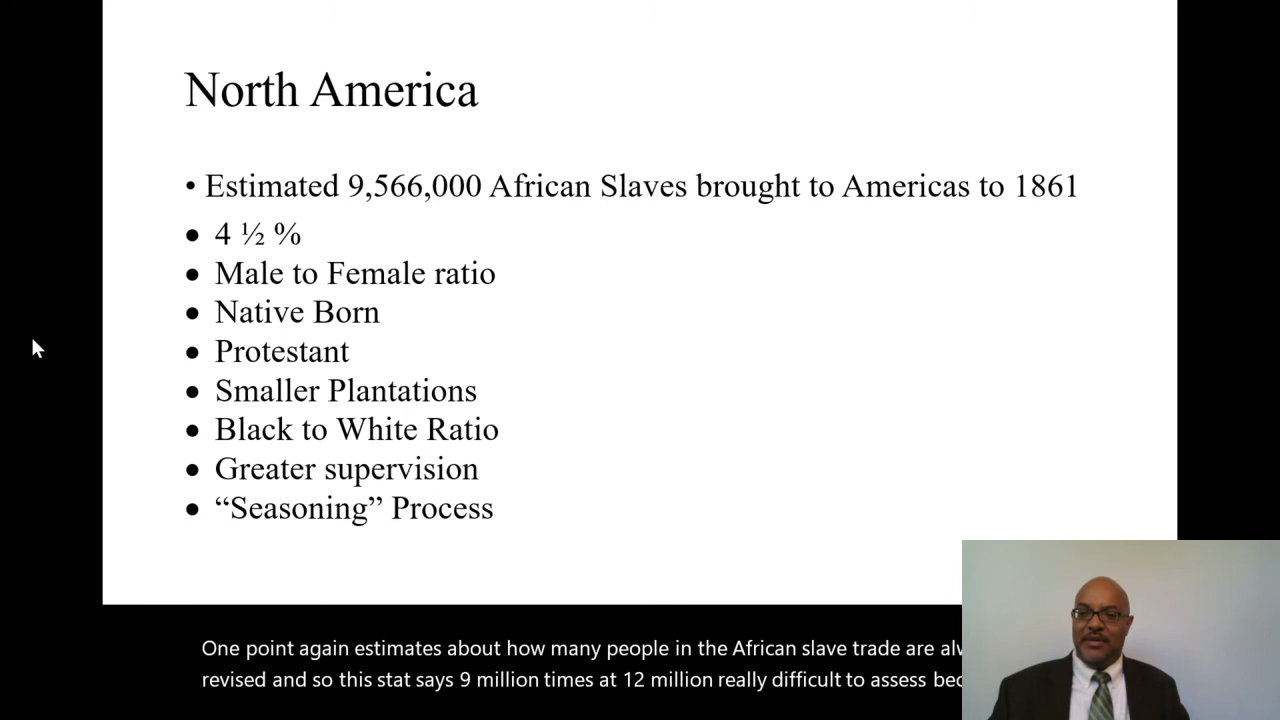 North America
• Estimated 9,566,000 African Slaves brought to Americas to 1861
• 4 ½ %
• Male to Female ratio
• Native Born
• Protestant
• Smaller Plantations
• Black to White Ratio
• Greater supervision
• “Seasoning” Process
One point again estimates about how many people in the African slave trade are
revised and so this stat says 9 million times at 12 million really difficult to assess